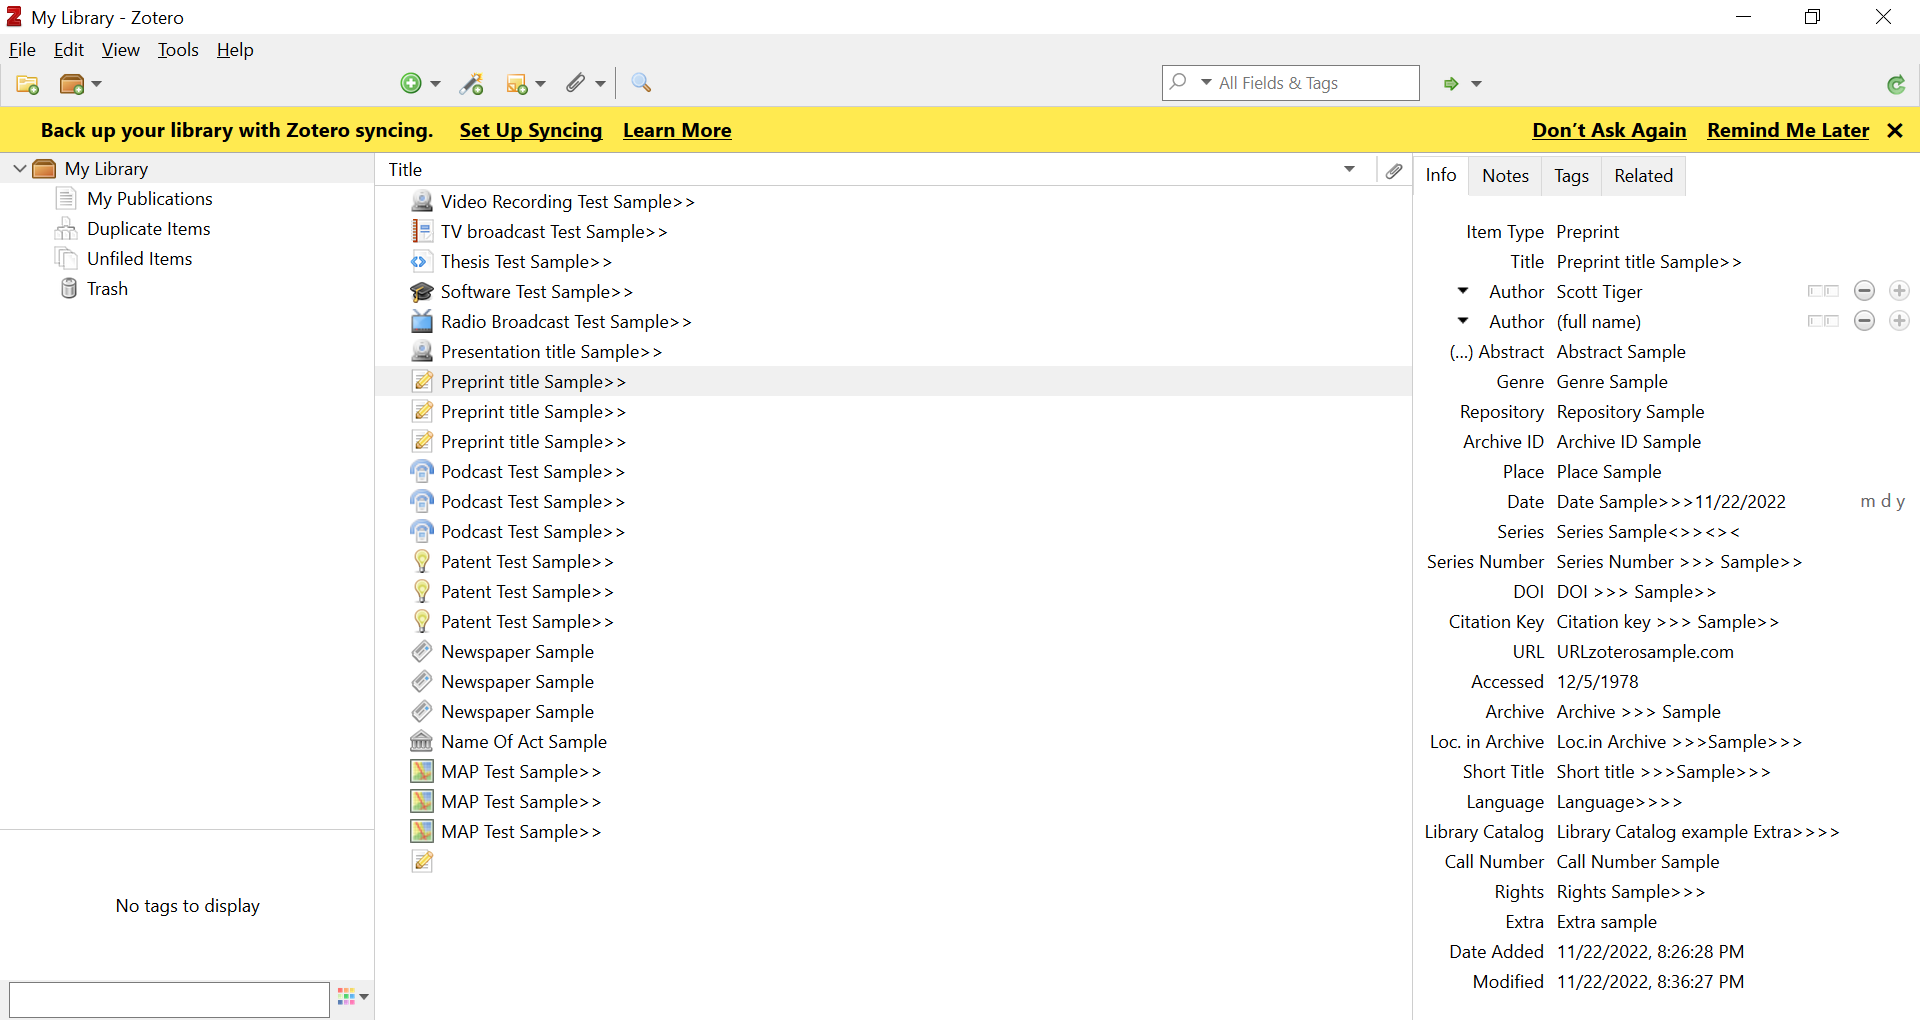 My Library - Zotero
File Edit View Tools Help
All Fields & Tags
Back up your library with Zotero syncing. Set Up Syncing Learn More Don't Ask Again Remind Me Later
My Library
My Publications
Duplicate Items
Unfiled Items
Trash
No tags to display
Title
Video Recording Test Sample>>
TV broadcast Test Sample>>
Thesis Test Sample>>
Software Test Sample>>
Radio Broadcast Test Sample>>
Presentation title Sample>>
Preprint title Sample>>
Preprint title Sample>>
Preprint title Sample>>
Podcast Test Sample>>
Podcast Test Sample>>
Podcast Test Sample>>
Patent Test Sample>>
Patent Test Sample>>
Patent Test Sample>>
Newspaper Sample
Newspaper Sample
Newspaper Sample
Name Of Act Sample
MAP Test Sample>>
MAP Test Sample>>
MAP Test Sample>>
Info Notes Tags Related
Item Type Preprint
Title Preprint title Sample>>
Author Scott Tiger
Author (full name)
(...) Abstract Abstract Sample
Genre Genre Sample
Repository Repository Sample
Archive ID Archive ID Sample
Place Place Sample
Date Date Sample>>>11/22/2022 m d y
Series Series Sample<>><><
Series Number Series Number >>> Sample>>
DOI DOI >>> Sample>>
Citation Key Citation key >>> Sample>>
URL URLzoterosample.com
Accessed 12/5/1978
Archive Archive >>> Sample
Loc. in Archive Loc.in Archive >>>Sample>>>
Short Title Short title >>>Sample>>>
Language Language>>>>
Library Catalog Library Catalog example Extra>>>>
Call Number Call Number Sample
Rights Rights Sample>>>
Extra Extra sample
Date Added 11/22/2022, 8:26:28 PM
Modified 11/22/2022, 8:36:27 PM